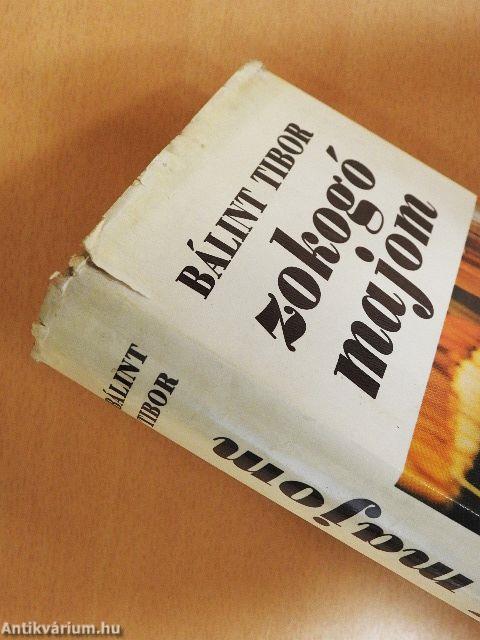 BÁLINT TIBOR
zokogó
majom
BÁLINT
TIBOR
majom
Antikvárium.hu